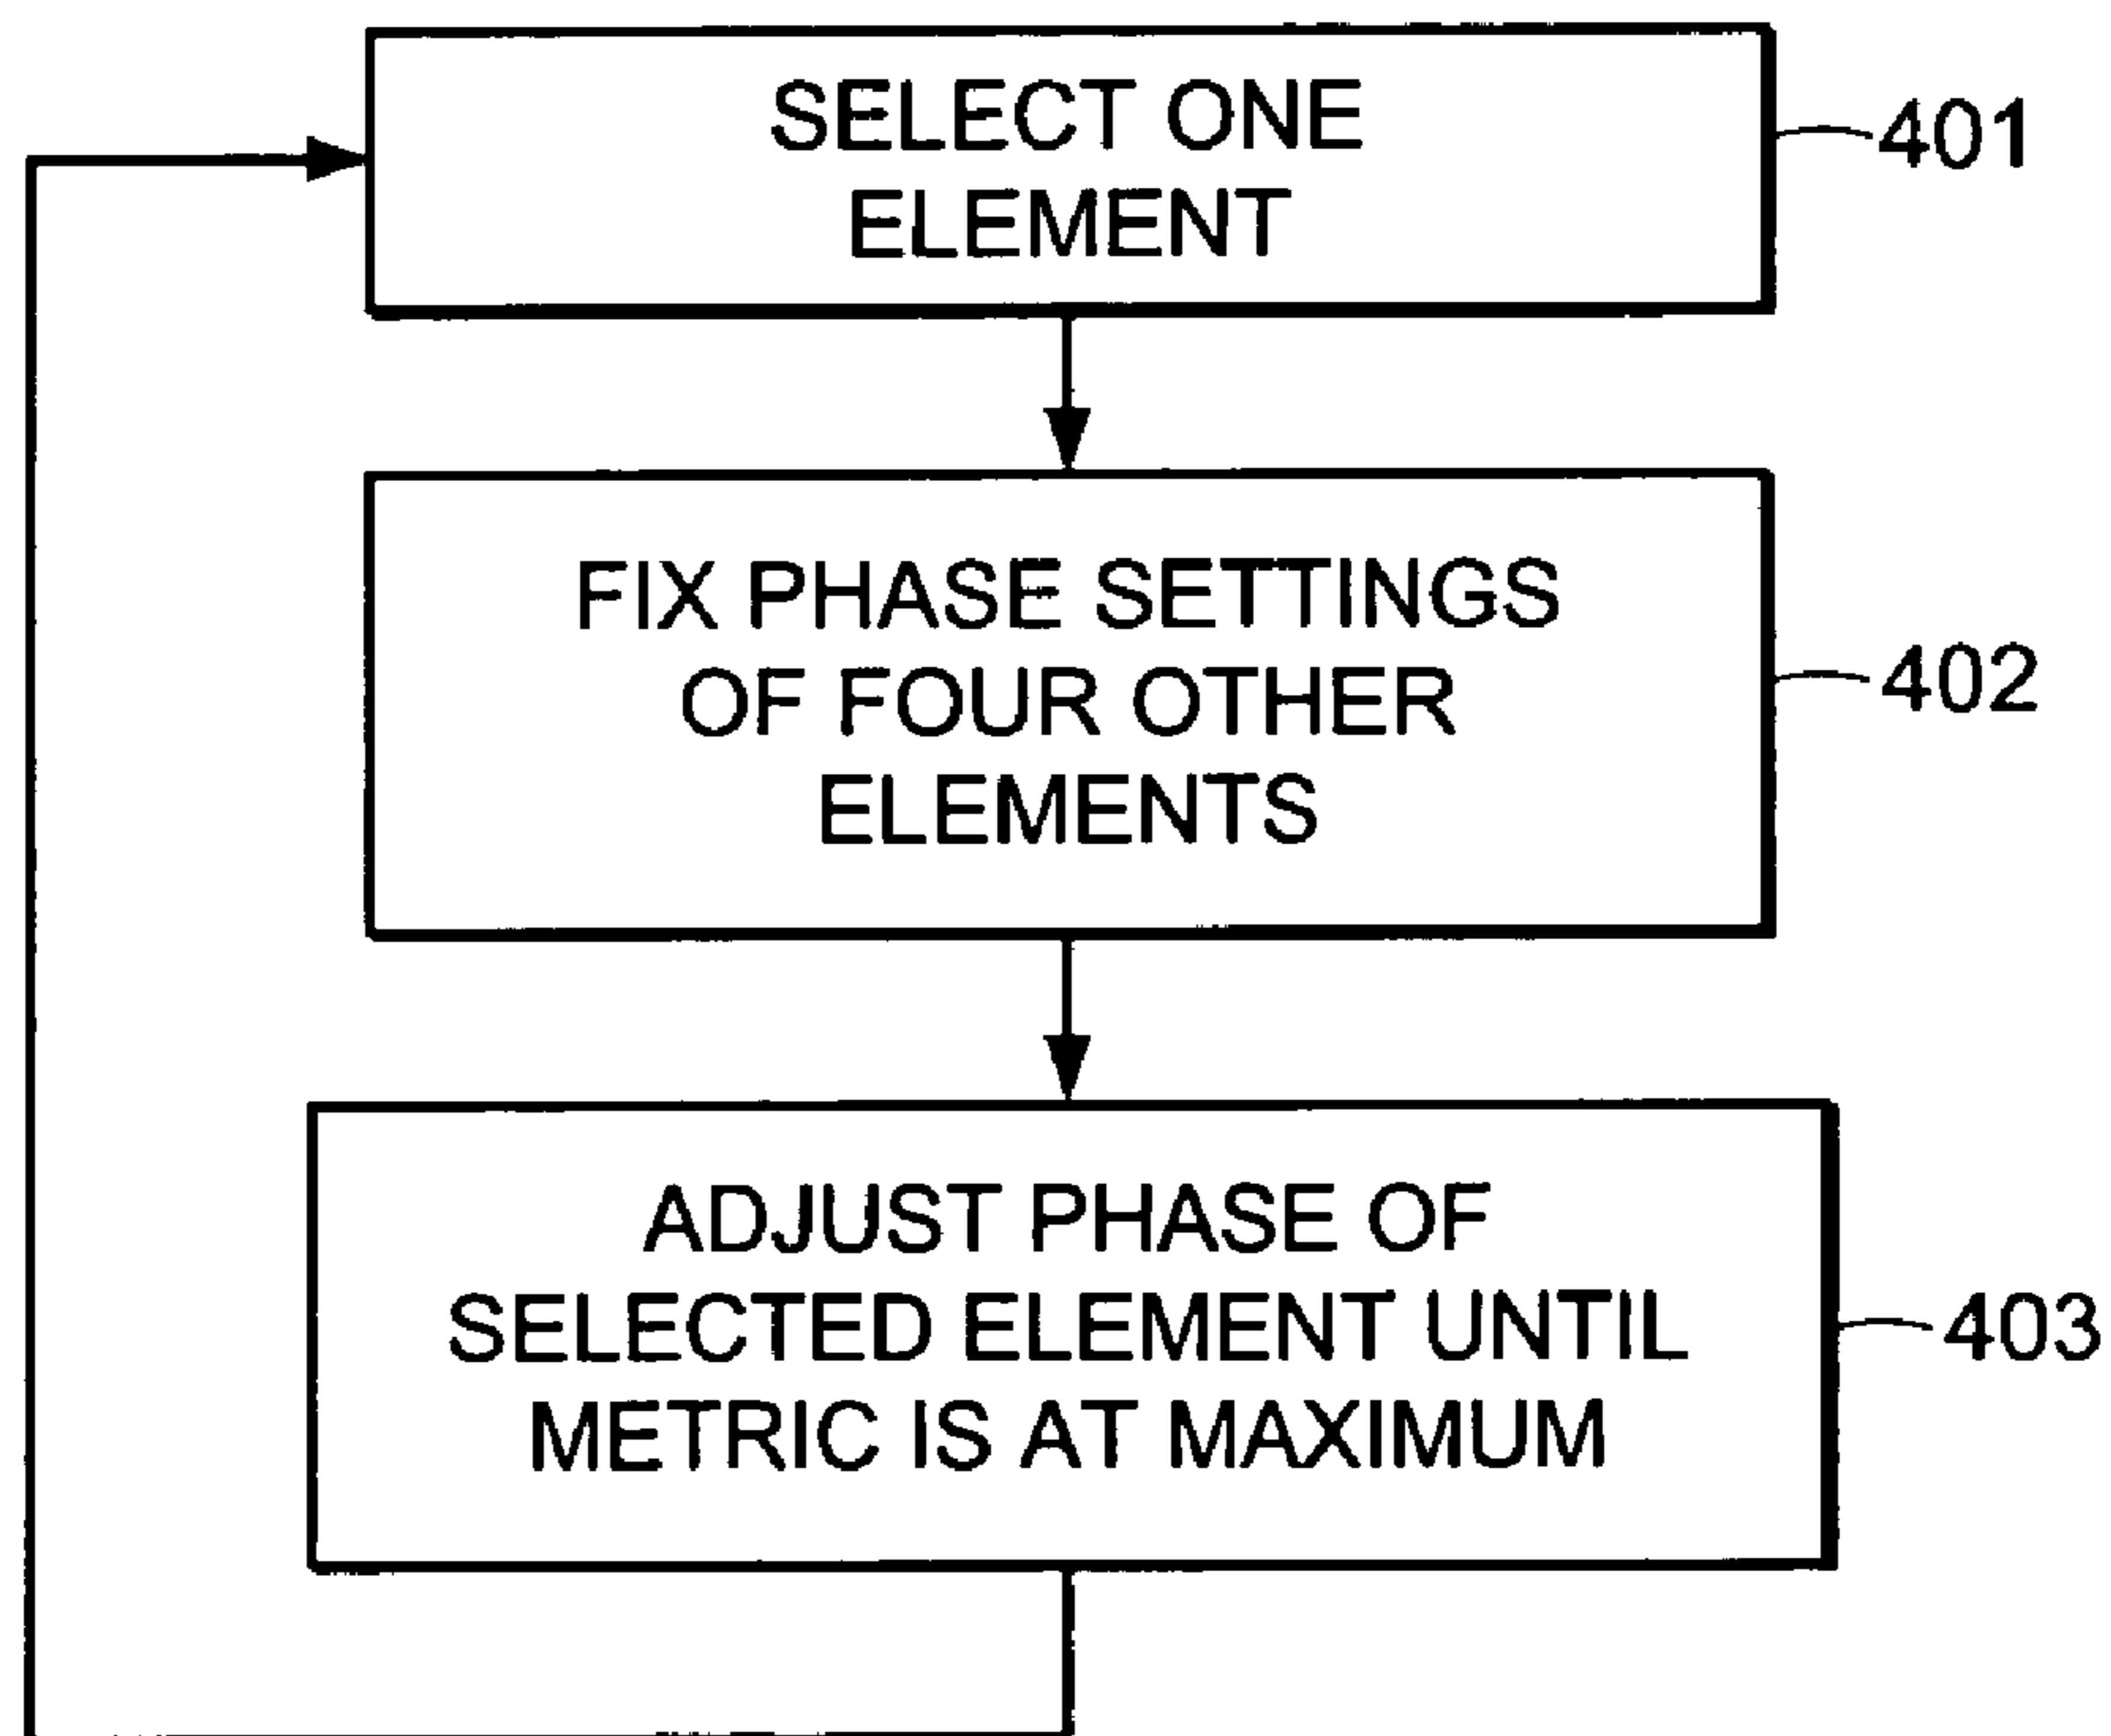 SELECT ONE
ELEMENT
401
FIX PHASE SETTINGS
OF FOUR OTHER
ELEMENTS
402
ADJUST PHASE OF
SELECTED ELEMENT UNTIL
METRIC IS AT MAXIMUM
403